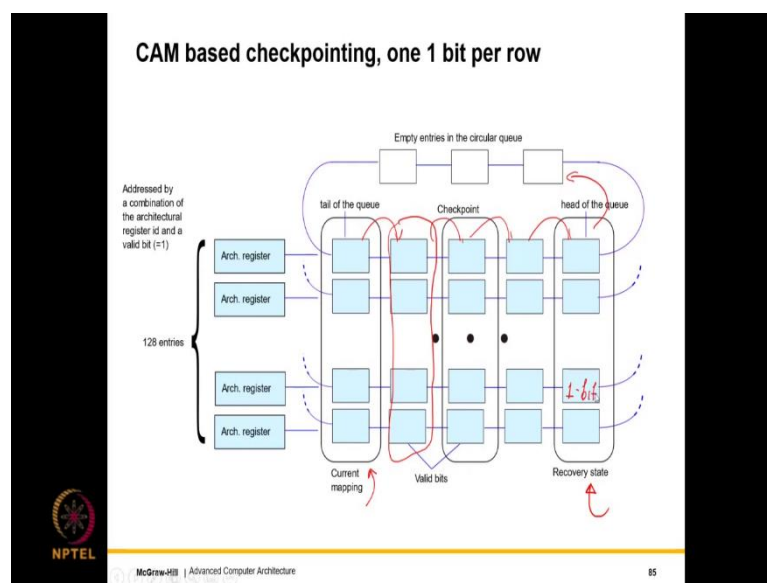 CAM based checkpointing, one 1 bit per row
Empty entries in the circular queue
Addressed by
a combination of
the architectural
register id and a
valid bit (=1)
tail of the queue
Checkpoint
head of the queue
Arch. register
Arch. register
128 entries
Arch. register
1-bit
Arch. register
Current
mapping
Valid bits
Recovery state
NPTEL
McGraw-Hill | Advanced Computer Architecture
85